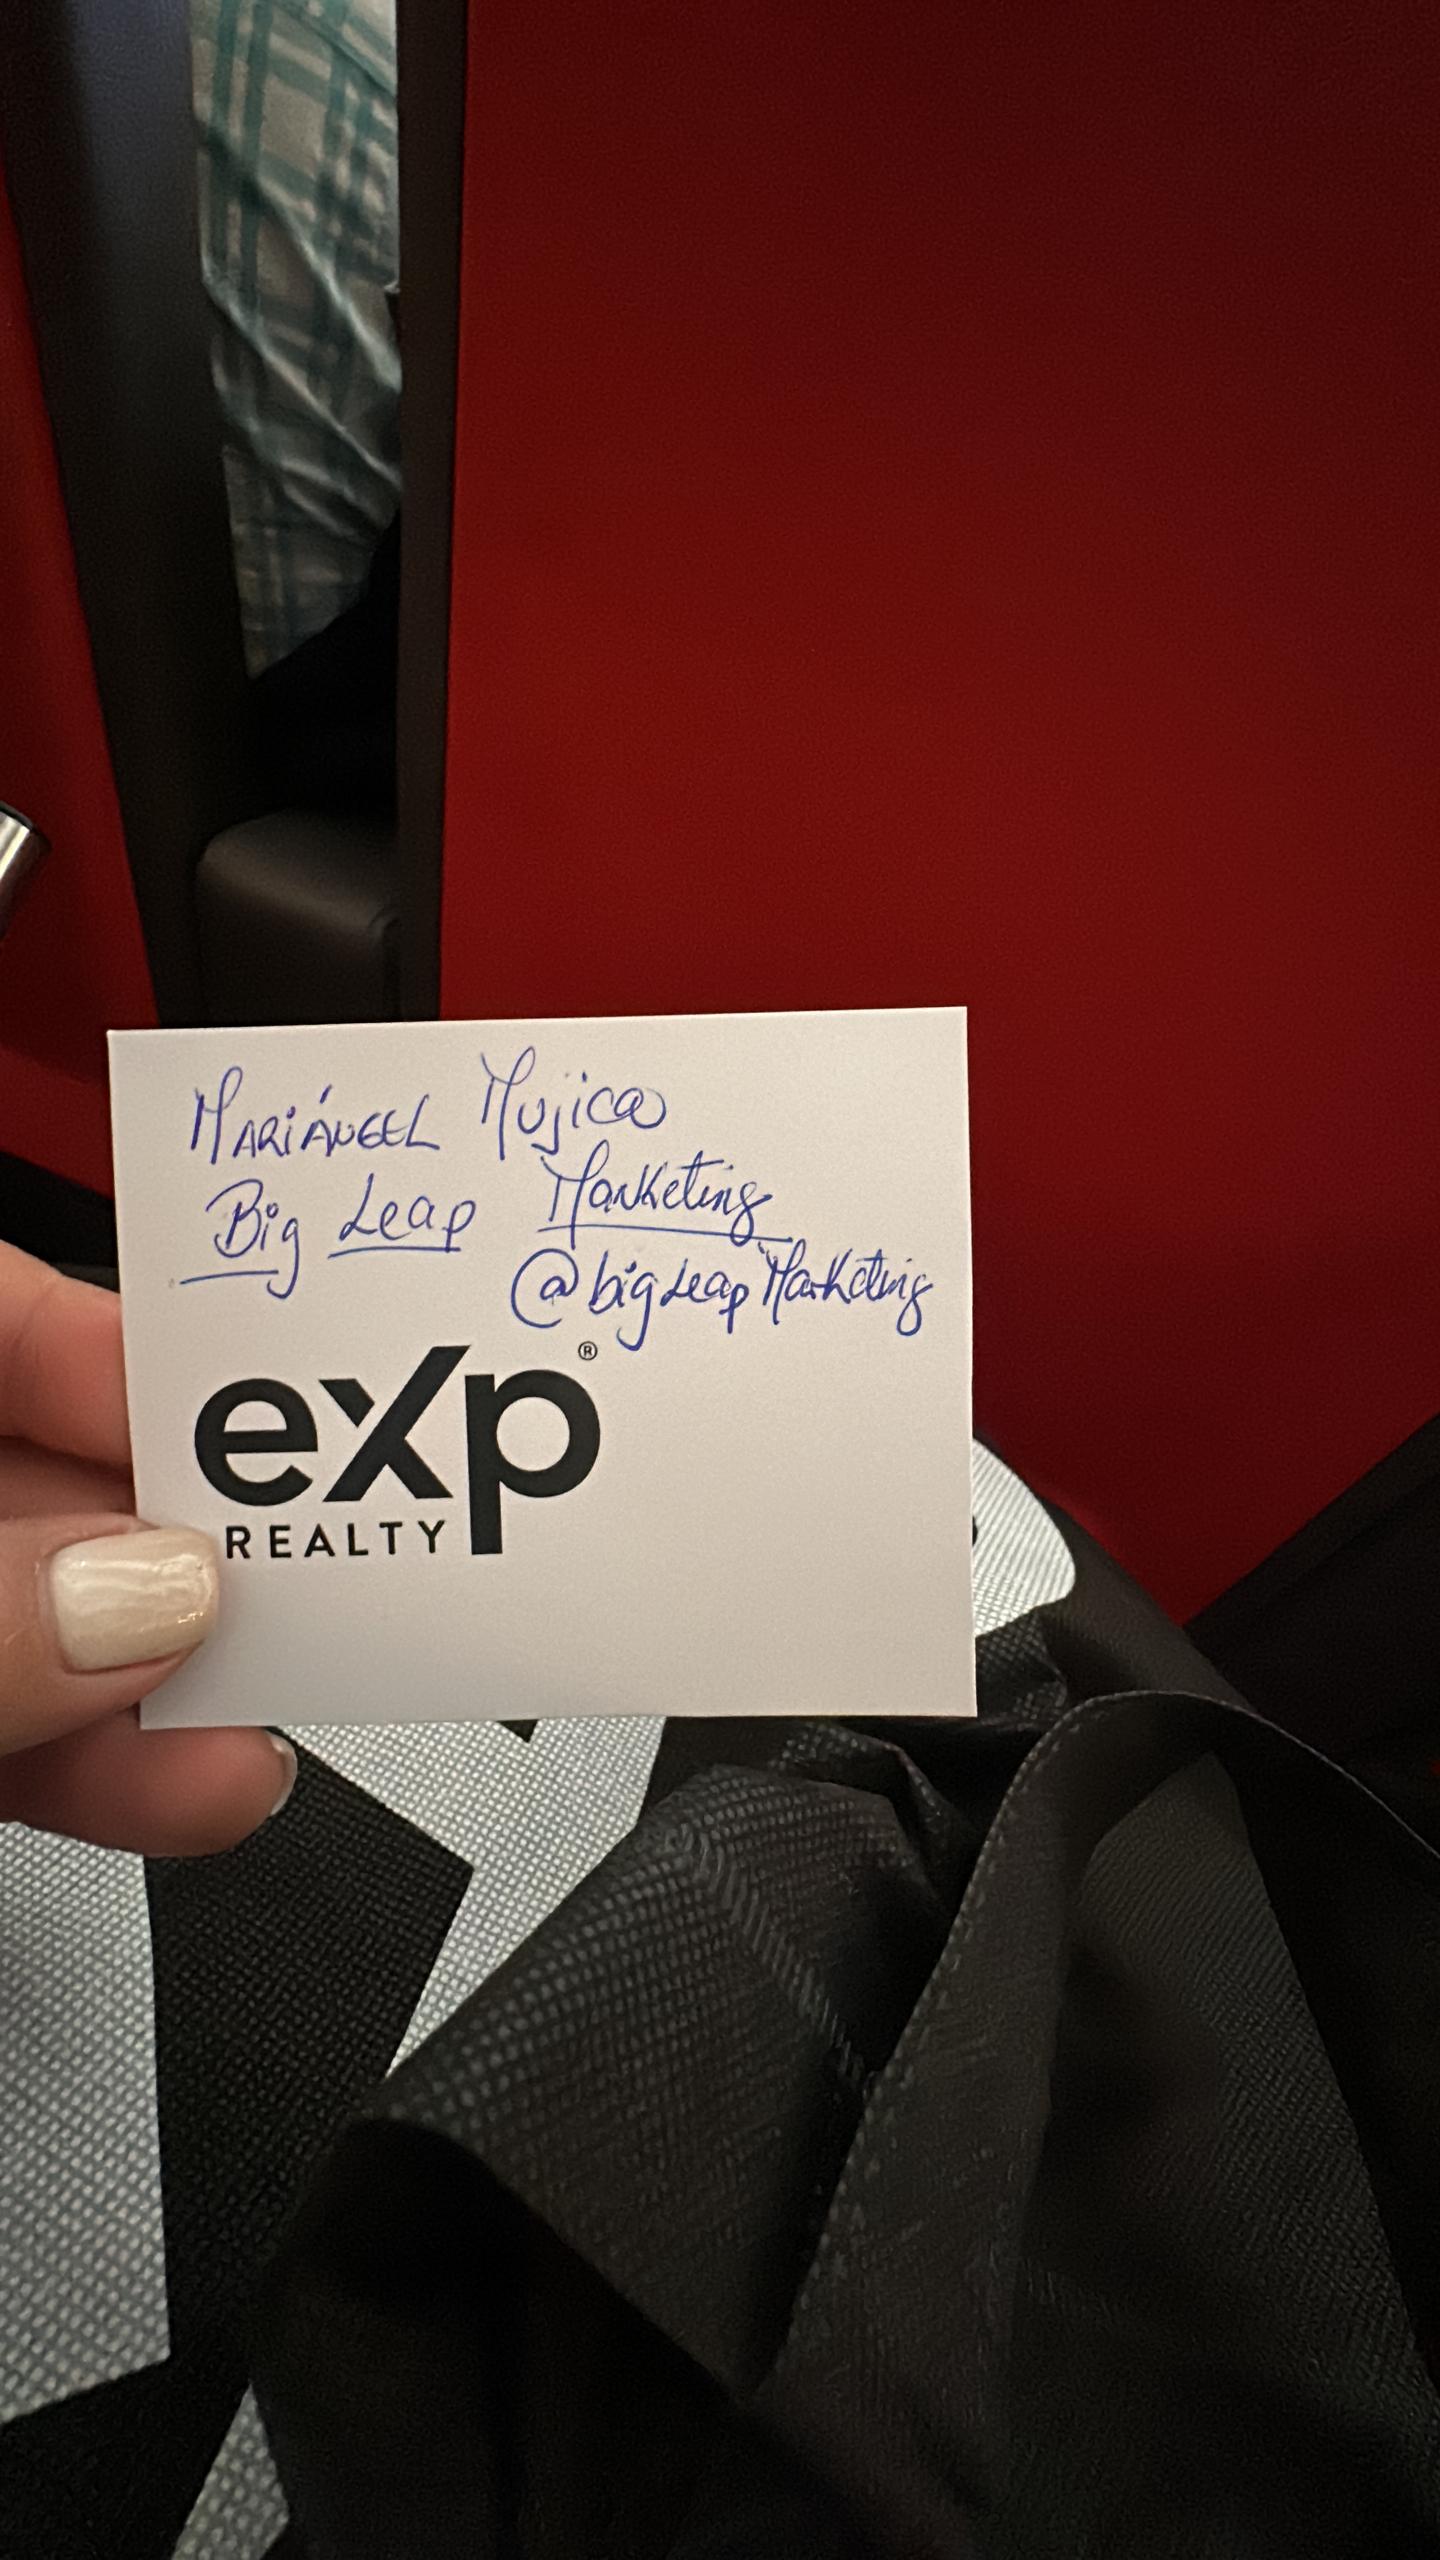 MARIÁNGEL Mujica
Big Leap Marketing
@bigLeapMarketing
eXp®
REALTY